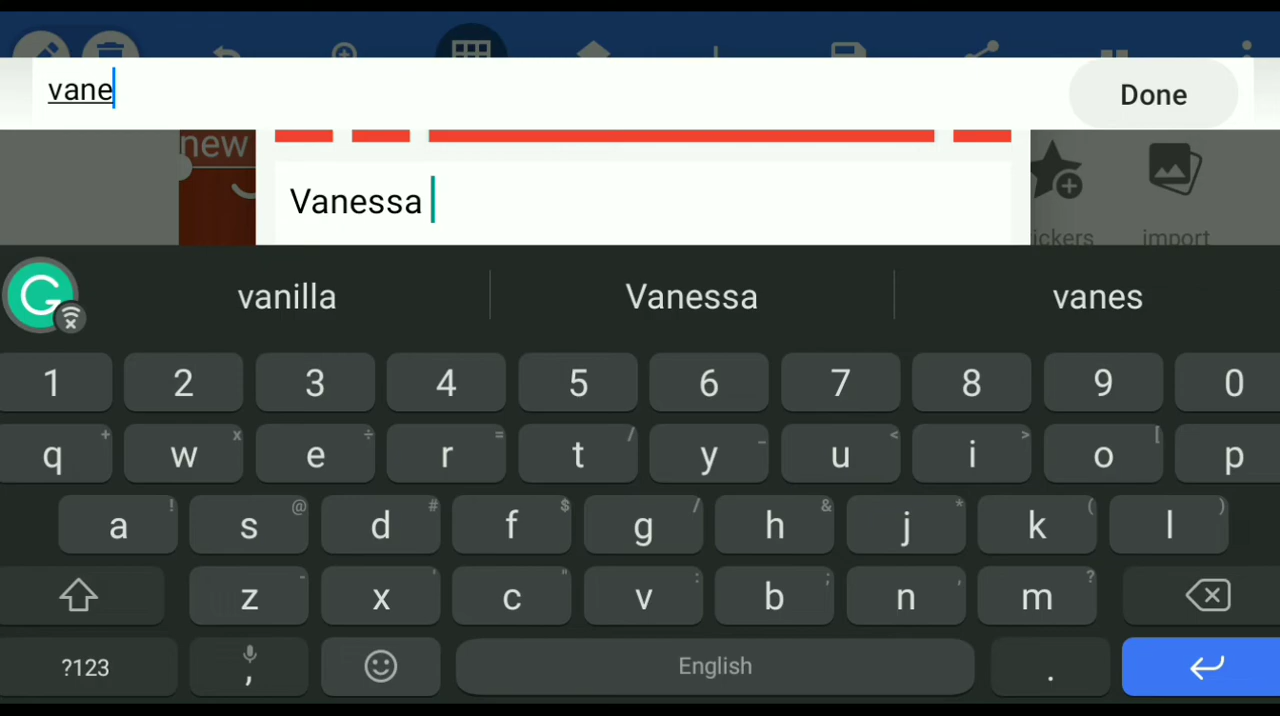 vane
Done
new
Vanessa
ickers
import
vanilla Vanessa vanes
1 2 3 4 5 6 7 8 9 0
q + w x e ÷ r = t / y _ u < i > o [ p
a ! s @ d # f $ g / h & j * k ( l )
z - x ' c " v : b ; n , m ?
?123 , English .